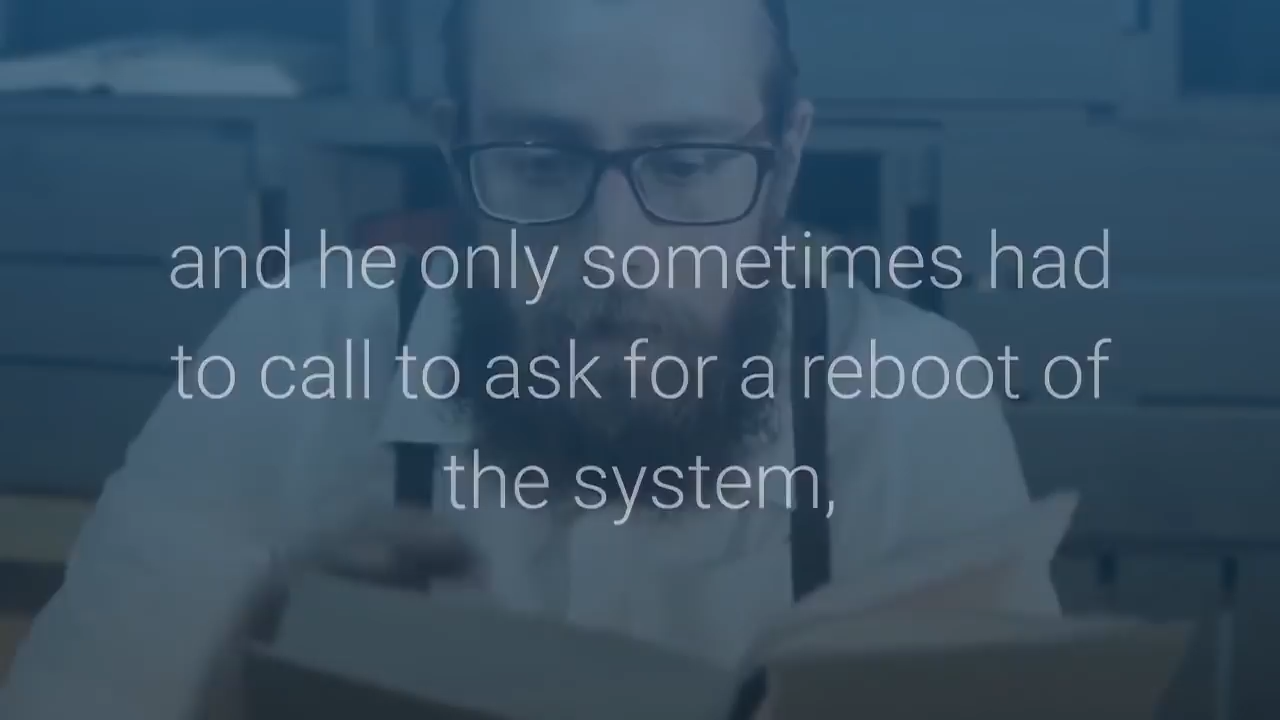 and he only sometimes had
to call to ask for a reboot of
the system,